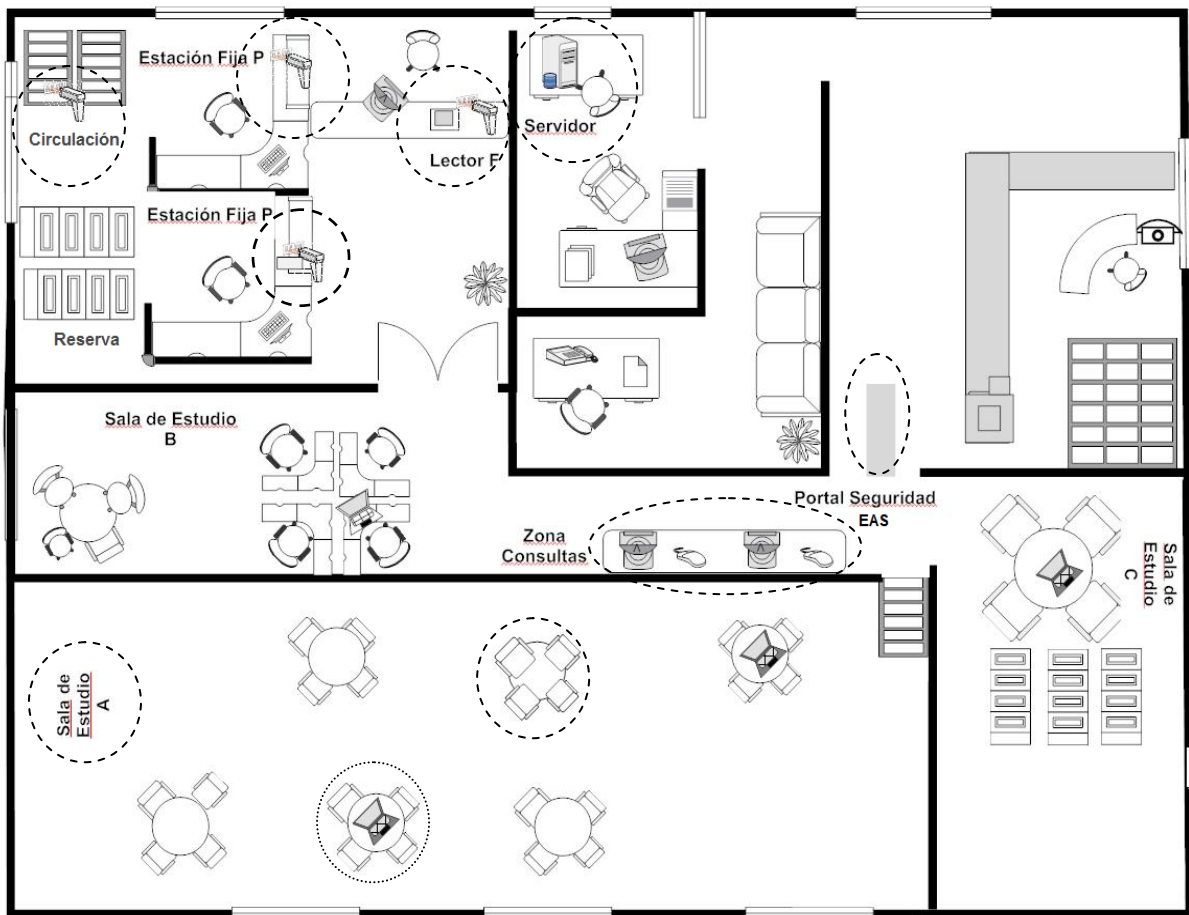 Estación Fija P
Circulación
Lector F
Servidor
Estación Fija P
Reserva
Sala de Estudio
B
Portal Seguridad
EAS
Zona
Consultas
Sala de
Estudio
C
Sala de
Estudio
A